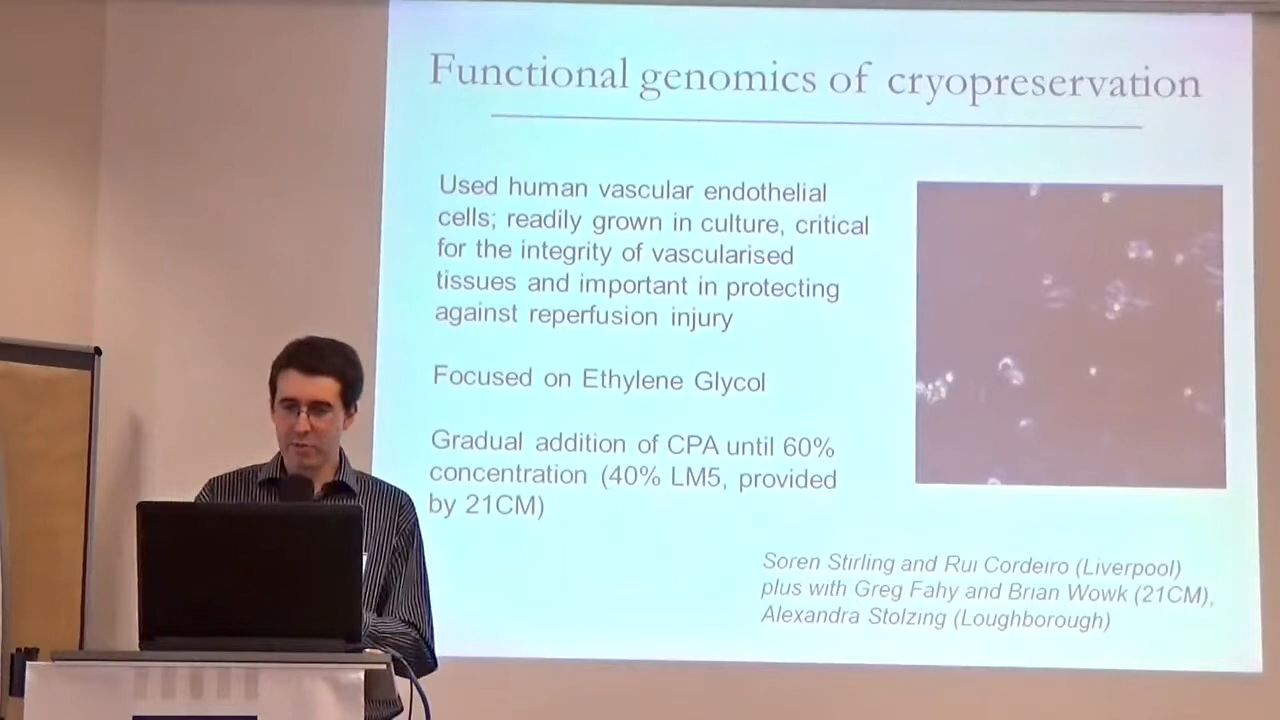 Functional genomics of cryopreservation
Used human vascular endothelial
cells; readily grown in culture, critical
for the integrity of vascularised
tissues and important in protecting
against reperfusion injury
Focused on Ethylene Glycol
Gradual addition of CPA until 60%
concentration (40% LM5, provided
by 21CM)
Soren Stirling and Rui Cordeiro (Liverpool)
plus with Greg Fahy and Brian Wowk (21CM),
Alexandra Stolzing (Loughborough)